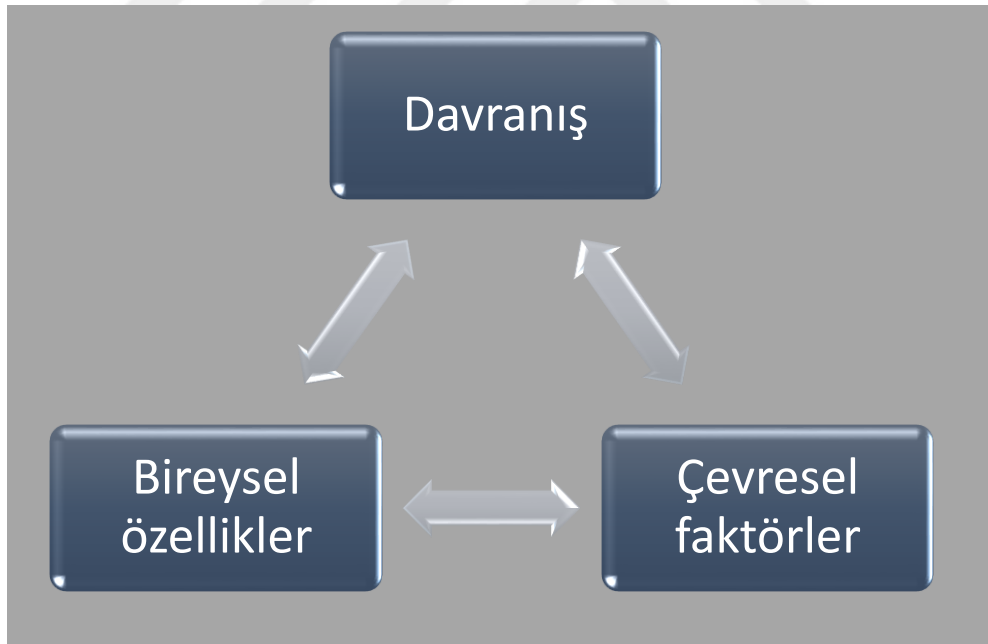 Davranış
Bireysel
özellikler
Çevresel
faktörler